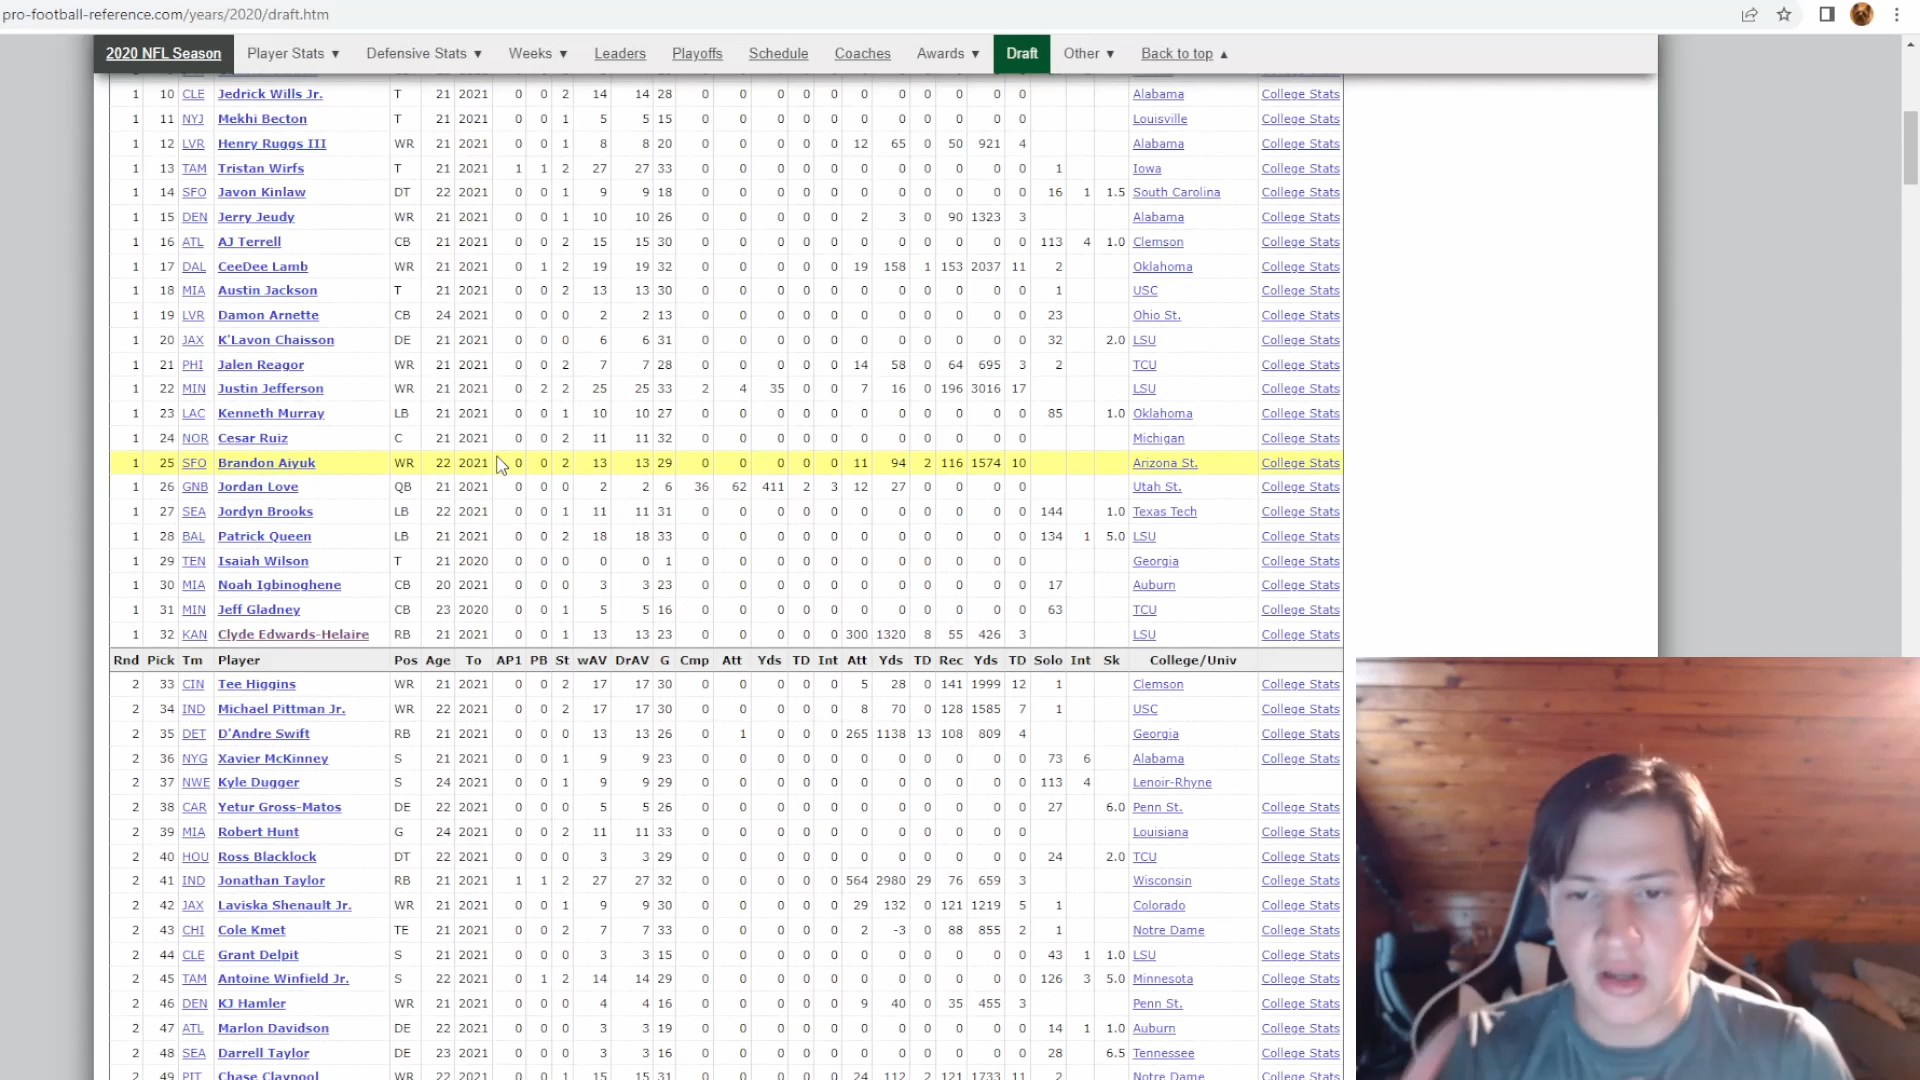 pro-football-reference.com/years/2020/draft.htm
2020 NFL Season Player Stats ▼ Defensive Stats ▼ Weeks ▼ Leaders Playoffs Schedule Coaches Awards ▼ Draft Other ▼ Back to top ▲
1 10 CLE Jedrick Wills Jr. T 21 2021 0 0 2 14 14 28 0 0 0 0 0 0 0 0 0 0 0 Alabama College Stats
1 11 NYJ Mekhi Becton T 21 2021 0 0 1 5 5 15 0 0 0 0 0 0 0 0 0 0 0 Louisville College Stats
1 12 LVR Henry Ruggs III WR 21 2021 0 0 1 8 8 20 0 0 0 0 0 12 65 0 50 921 4 Alabama College Stats
1 13 TAM Tristan Wirfs T 21 2021 1 1 2 27 27 33 0 0 0 0 0 0 0 0 0 0 0 1 Iowa College Stats
1 14 SFO Javon Kinlaw DT 22 2021 0 0 1 9 9 18 0 0 0 0 0 0 0 0 0 0 0 16 1 1.5 South Carolina College Stats
1 15 DEN Jerry Jeudy WR 21 2021 0 0 1 10 10 26 0 0 0 0 0 2 3 0 90 1323 3 Alabama College Stats
1 16 ATL AJ Terrell CB 21 2021 0 0 2 15 15 30 0 0 0 0 0 0 0 0 0 0 0 113 4 1.0 Clemson College Stats
1 17 DAL CeeDee Lamb WR 21 2021 0 1 2 19 19 32 0 0 0 0 0 19 158 1 153 2037 11 2 Oklahoma College Stats
1 18 MIA Austin Jackson T 21 2021 0 0 2 13 13 30 0 0 0 0 0 0 0 0 0 0 0 1 USC College Stats
1 19 LVR Damon Arnette CB 24 2021 0 0 0 2 2 13 0 0 0 0 0 0 0 0 0 0 0 23 Ohio St. College Stats
1 20 JAX K'Lavon Chaisson DE 21 2021 0 0 0 6 6 31 0 0 0 0 0 0 0 0 0 0 0 32 2.0 LSU College Stats
1 21 PHI Jalen Reagor WR 21 2021 0 0 2 7 7 28 0 0 0 0 0 14 58 0 64 695 3 2 TCU College Stats
1 22 MIN Justin Jefferson WR 21 2021 0 2 2 25 25 33 2 4 35 0 0 7 16 0 196 3016 17 LSU College Stats
1 23 LAC Kenneth Murray LB 21 2021 0 0 1 10 10 27 0 0 0 0 0 0 0 0 0 0 0 85 1.0 Oklahoma College Stats
1 24 NOR Cesar Ruiz C 21 2021 0 0 2 11 11 32 0 0 0 0 0 0 0 0 0 0 0 Michigan College Stats
1 25 SFO Brandon Aiyuk WR 22 2021 0 0 2 13 13 29 0 0 0 0 0 11 94 2 116 1574 10 Arizona St. College Stats
1 26 GNB Jordan Love QB 21 2021 0 0 0 2 2 6 36 62 411 2 3 12 27 0 0 0 0 Utah St. College Stats
1 27 SEA Jordyn Brooks LB 22 2021 0 0 1 11 11 31 0 0 0 0 0 0 0 0 0 0 0 144 1.0 Texas Tech College Stats
1 28 BAL Patrick Queen LB 21 2021 0 0 2 18 18 33 0 0 0 0 0 0 0 0 0 0 0 134 1 5.0 LSU College Stats
1 29 TEN Isaiah Wilson T 21 2020 0 0 0 0 0 1 0 0 0 0 0 0 0 0 0 0 0 Georgia College Stats
1 30 MIA Noah Igbinoghene CB 20 2021 0 0 0 3 3 23 0 0 0 0 0 0 0 0 0 0 0 17 Auburn College Stats
1 31 MIN Jeff Gladney CB 23 2020 0 0 1 5 5 16 0 0 0 0 0 0 0 0 0 0 0 63 TCU College Stats
1 32 KAN Clyde Edwards-Helaire RB 21 2021 0 0 1 13 13 23 0 0 0 0 0 300 1320 8 55 426 3 LSU College Stats
Rnd Pick Tm Player Pos Age To AP1 PB St wAV DrAV G Cmp Att Yds TD Int Att Yds TD Rec Yds TD Solo Int Sk College/Univ
2 33 CIN Tee Higgins WR 21 2021 0 0 2 17 17 30 0 0 0 0 0 5 28 0 141 1999 12 1 Clemson College Stats
2 34 IND Michael Pittman Jr. WR 22 2021 0 0 2 17 17 30 0 0 0 0 0 8 70 0 128 1585 7 1 USC College Stats
2 35 DET D'Andre Swift RB 21 2021 0 0 0 13 13 26 0 1 0 0 0 265 1138 13 108 809 4 Georgia College Stats
2 36 NYG Xavier McKinney S 21 2021 0 0 1 9 9 23 0 0 0 0 0 0 0 0 0 0 0 73 6 Alabama College Stats
2 37 NWE Kyle Dugger S 24 2021 0 0 1 9 9 29 0 0 0 0 0 0 0 0 0 0 0 113 4 Lenoir-Rhyne
2 38 CAR Yetur Gross-Matos DE 22 2021 0 0 0 5 5 26 0 0 0 0 0 0 0 0 0 0 0 27 6.0 Penn St. College Stats
2 39 MIA Robert Hunt G 24 2021 0 0 2 11 11 33 0 0 0 0 0 0 0 0 0 0 0 Louisiana College Stats
2 40 HOU Ross Blacklock DT 22 2021 0 0 0 3 3 29 0 0 0 0 0 0 0 0 0 0 0 24 2.0 TCU College Stats
2 41 IND Jonathan Taylor RB 21 2021 1 1 2 27 27 32 0 0 0 0 0 564 2980 29 76 659 3 Wisconsin College Stats
2 42 JAX Laviska Shenault Jr. WR 21 2021 0 0 1 9 9 30 0 0 0 0 0 29 132 0 121 1219 5 1 Colorado College Stats
2 43 CHI Cole Kmet TE 21 2021 0 0 2 7 7 33 0 0 0 0 0 2 -3 0 88 855 2 1 Notre Dame College Stats
2 44 CLE Grant Delpit S 21 2021 0 0 0 3 3 15 0 0 0 0 0 0 0 0 0 0 0 43 1 1.0 LSU College Stats
2 45 TAM Antoine Winfield Jr. S 22 2021 0 1 2 14 14 29 0 0 0 0 0 0 0 0 0 0 0 126 3 5.0 Minnesota College Stats
2 46 DEN KJ Hamler WR 21 2021 0 0 0 4 4 16 0 0 0 0 0 9 40 0 35 455 3 Penn St. College Stats
2 47 ATL Marlon Davidson DE 22 2021 0 0 0 3 3 19 0 0 0 0 0 0 0 0 0 0 0 14 1 1.0 Auburn College Stats
2 48 SEA Darrell Taylor DE 23 2021 0 0 0 3 3 16 0 0 0 0 0 0 0 0 0 0 0 28 6.5 Tennessee College Stats
2 49 PIT Chase Claypool WR 22 2021 0 0 1 15 15 31 0 0 0 0 0 24 112 2 121 1733 11 2 Notre Dame College Stats